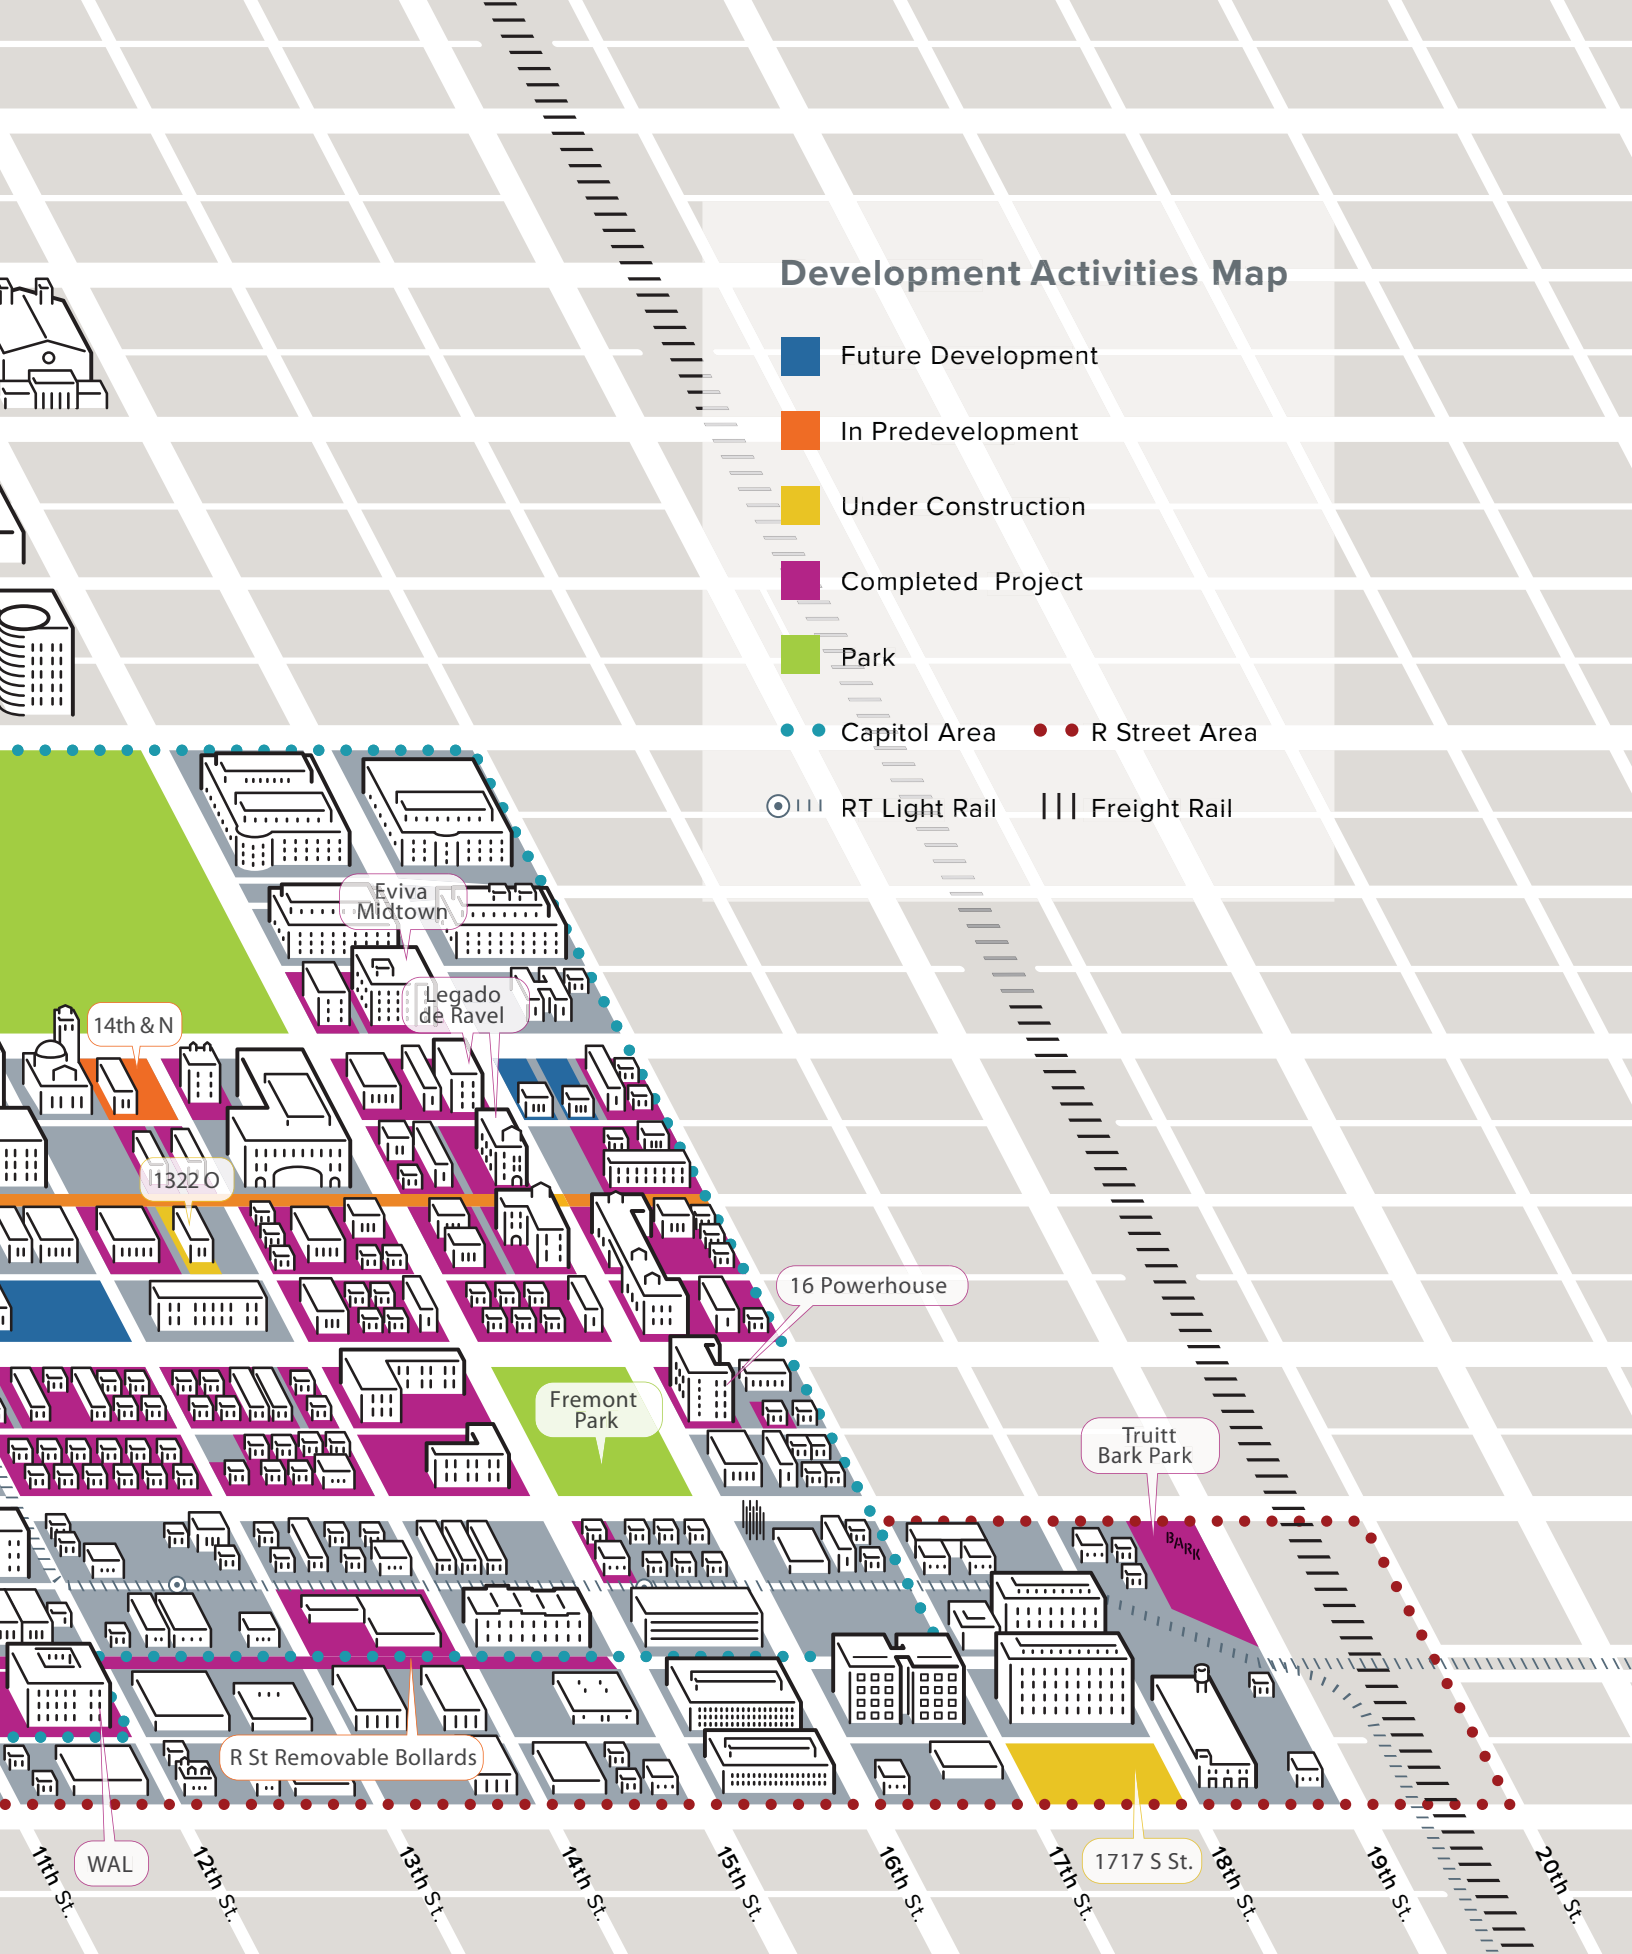 Development Activities Map
Future Development
In Predevelopment
Under Construction
Completed Project
Park
Capitol Area
R Street Area
RT Light Rail
Freight Rail
Eviva
Midtown
Legado
de Ravel
14th & N
1322 O
16 Powerhouse
Fremont
Park
Truitt
Bark Park
BARK
R St Removable Bollards
WAL
1717 S St.
11th St.
12th St.
13th St.
14th St.
15th St.
16th St.
17th St.
18th St.
19th St.
20th St.